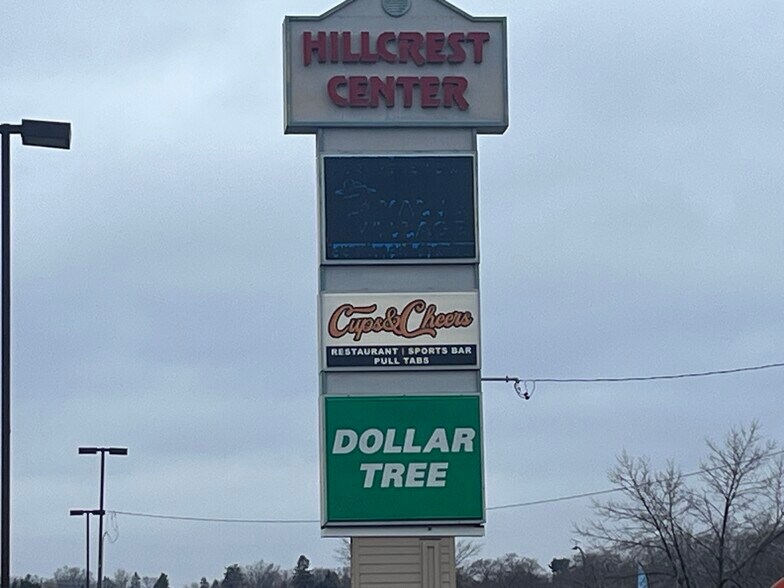 HILLCREST
CENTER
Cups&Cheers
RESTAURANT | SPORTS BAR
PULL TABS
DOLLAR
TREE